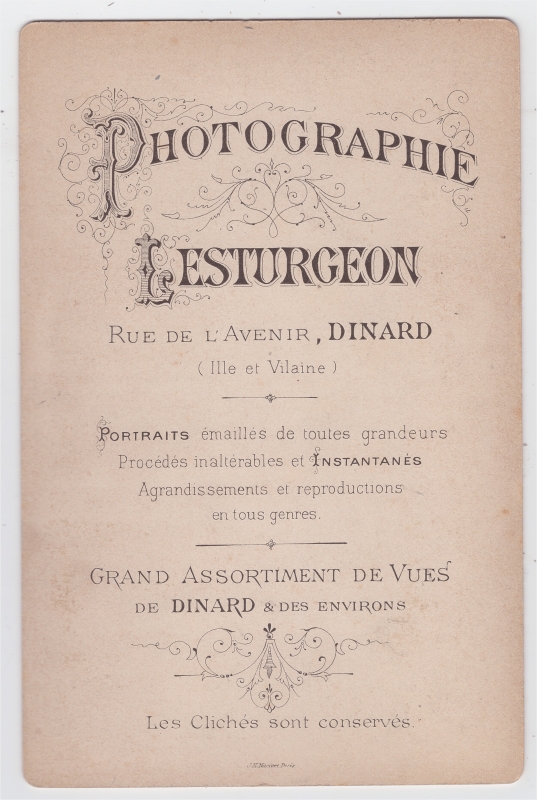 PHOTOGRAPHIE
LESTURGEON
RUE DE L'AVENIR, DINARD
(Ille et Vilaine)
PORTRAITS émaillés de toutes grandeurs
Procédés inaltérables et INSTANTANÉS
Agrandissements et reproductions
en tous genres.
GRAND ASSORTIMENT DE VUES
DE DINARD & DES ENVIRONS
Les Clichés sont conservés.